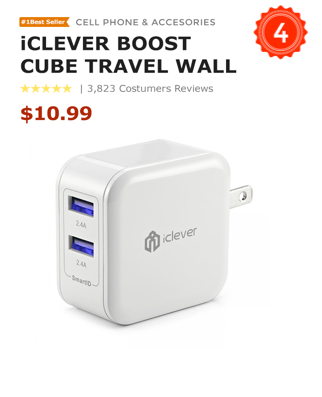 #1Best Seller CELL PHONE & ACCESORIES
4
iCLEVER BOOST
CUBE TRAVEL WALL
| 3,823 Costumers Reviews
$10.99
2.4A
iclever
2.4A
SmartID